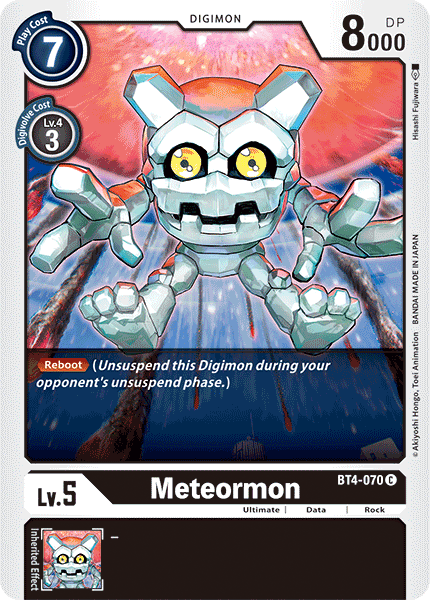 Play Cost
7
DIGIMON
DP
8000
Digivolve Cost
Lv.4
3
Hisashi Fujiwara
Reboot (Unsuspend this Digimon during your
opponent's unsuspend phase.)
© Akiyoshi Hongo, Toei Animation BANDAI MADE IN JAPAN
Lv.5
Meteormon
BT4-070 C
Ultimate | Data | Rock
Inherited Effect
–